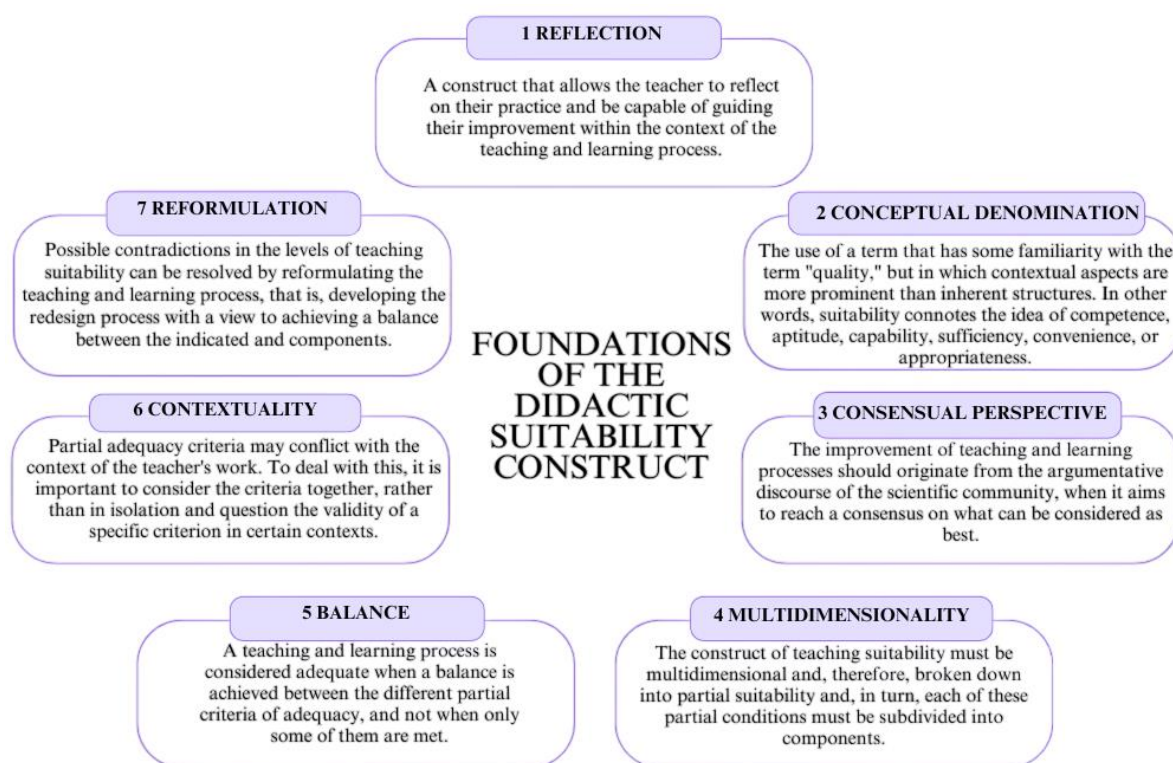 1 REFLECTION
A construct that allows the teacher to reflect
on their practice and be capable of guiding
their improvement within the context of the
teaching and learning process.
2 CONCEPTUAL DENOMINATION
The use of a term that has some familiarity with the
term "quality," but in which contextual aspects are
more prominent than inherent structures. In other
words, suitability connotes the idea of competence,
aptitude, capability, sufficiency, convenience, or
appropriateness.
3 CONSENSUAL PERSPECTIVE
The improvement of teaching and learning
processes should originate from the argumentative
discourse of the scientific community, when it aims
to reach a consensus on what can be considered as
best.
4 MULTIDIMENSIONALITY
The construct of teaching suitability must be
multidimensional and, therefore, broken down
into partial suitability and, in turn, each of these
partial conditions must be subdivided into
components.
5 BALANCE
A teaching and learning process is
considered adequate when a balance is
achieved between the different partial
criteria of adequacy, and not when only
some of them are met.
6 CONTEXTUALITY
Partial adequacy criteria may conflict with the
context of the teacher's work. To deal with this, it is
important to consider the criteria together, rather
than in isolation and question the validity of a
specific criterion in certain contexts.
7 REFORMULATION
Possible contradictions in the levels of teaching
suitability can be resolved by reformulating the
teaching and learning process, that is, developing the
redesign process with a view to achieving a balance
between the indicated and components.
FOUNDATIONS
OF THE
DIDACTIC
SUITABILITY
CONSTRUCT